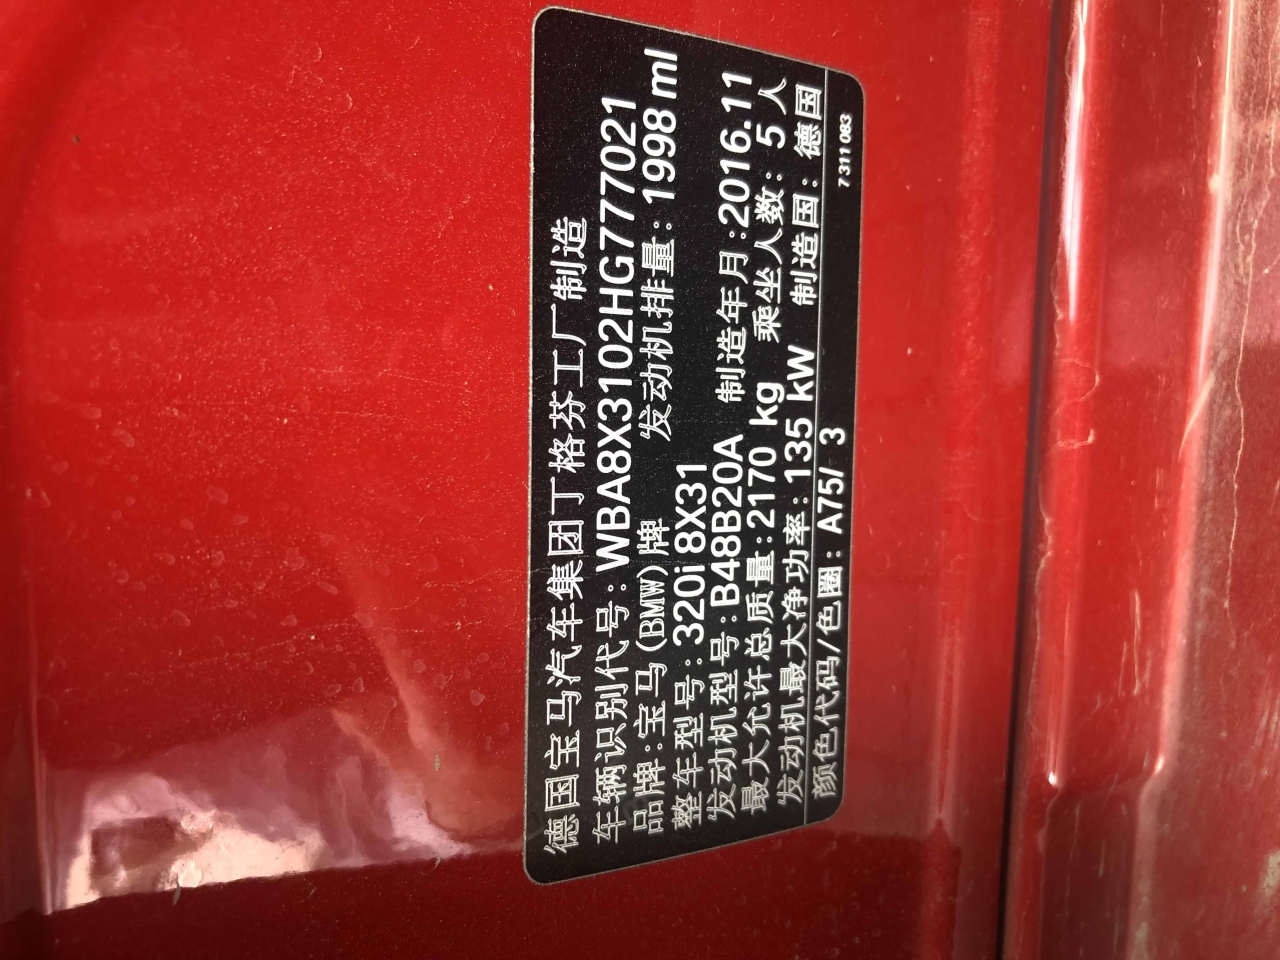 德国宝马汽车集团丁格芬工厂制造
车辆识别代号:WBA8X3102HG777021
品牌:宝马(BMW)牌 发动机排量: 1998 ml
整车型号: 320i 8X31
发动机型号:B48B20A 制造年月:2016.11
最大允许总质量:2170 kg 乘坐人数: 5 人
发动机最大净功率:135 kW 制造国: 德国
颜色代码/色圈: A75/ 3
7 311 083